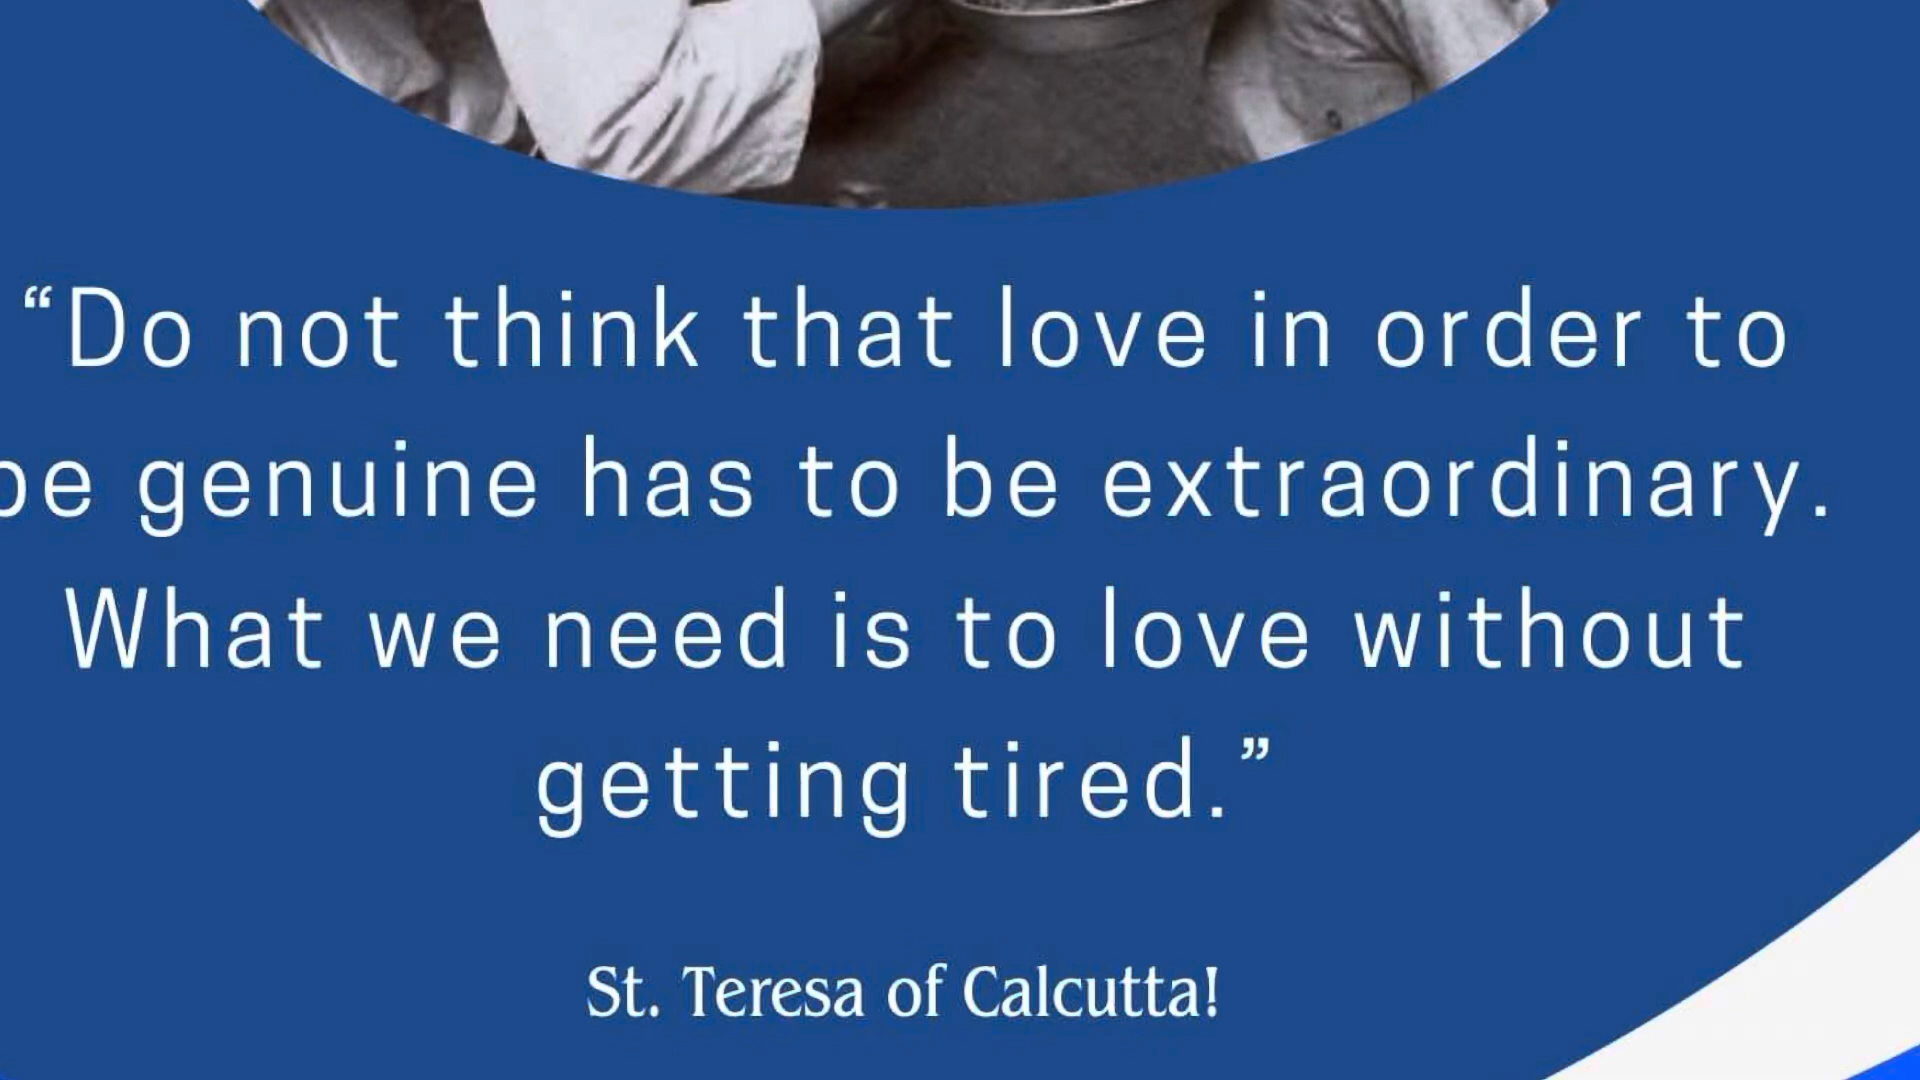 “Do not think that love in order to
be genuine has to be extraordinary.
What we need is to love without
getting tired.”
St. Teresa of Calcutta!